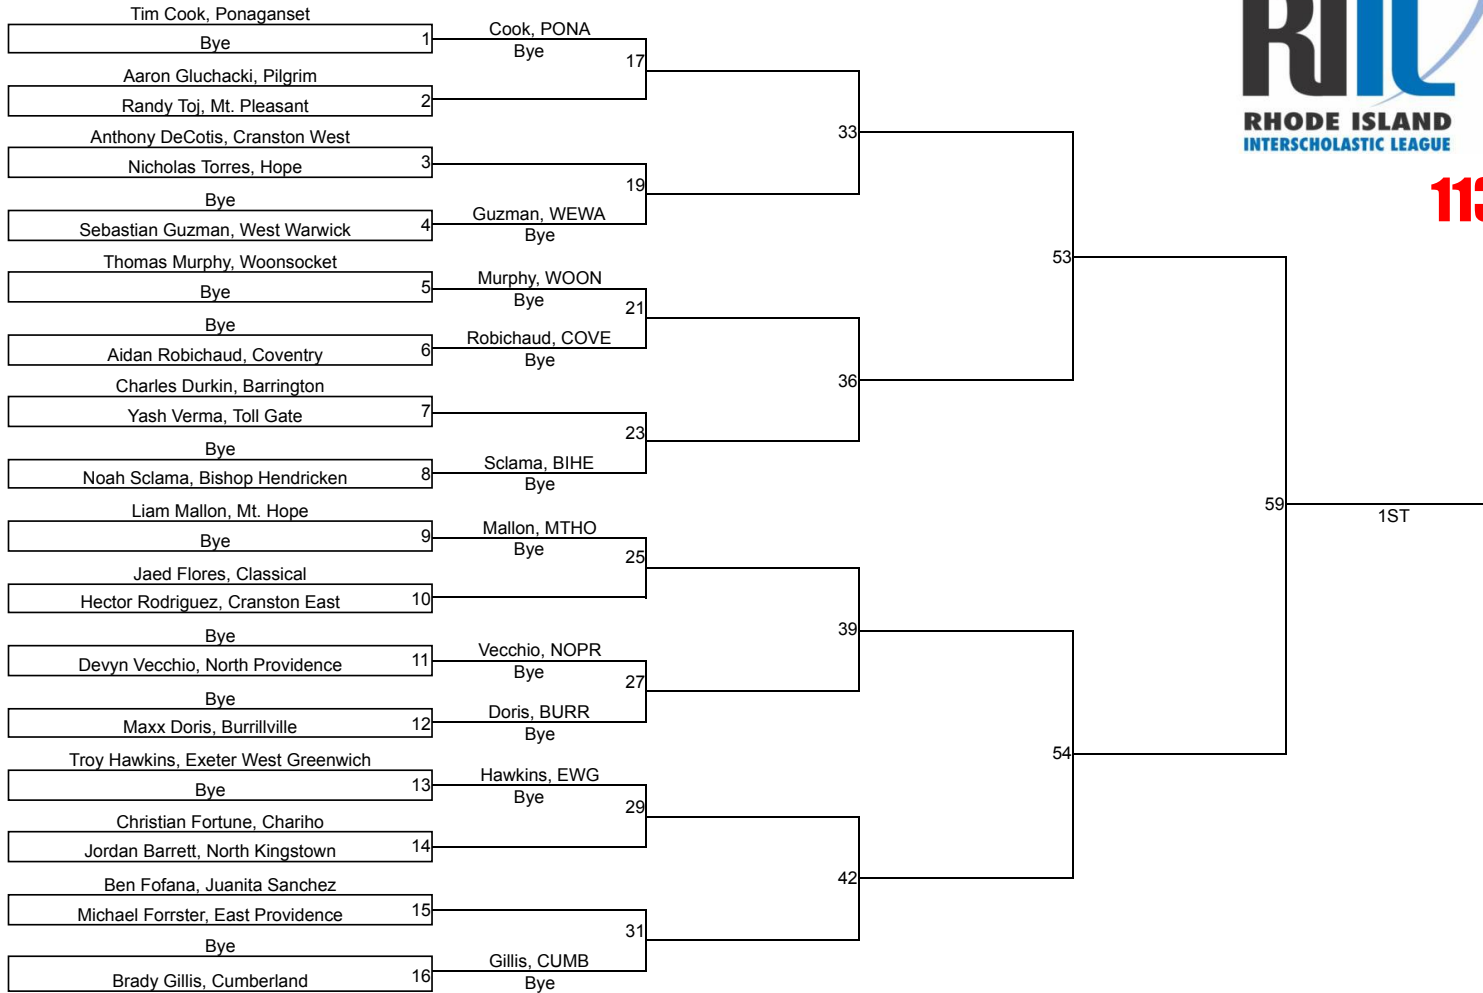 Tim Cook, Ponaganset
Bye
1
Aaron Gluchacki, Pilgrim
Randy Toj, Mt. Pleasant
2
Anthony DeCotis, Cranston West
Nicholas Torres, Hope
3
Bye
Sebastian Guzman, West Warwick
4
Thomas Murphy, Woonsocket
Bye
5
Bye
Aidan Robichaud, Coventry
6
Charles Durkin, Barrington
Yash Verma, Toll Gate
7
Bye
Noah Sclama, Bishop Hendricken
8
Liam Mallon, Mt. Hope
Bye
9
Jaed Flores, Classical
Hector Rodriguez, Cranston East
10
Bye
Devyn Vecchio, North Providence
11
Bye
Maxx Doris, Burrillville
12
Troy Hawkins, Exeter West Greenwich
Bye
13
Christian Fortune, Chariho
Jordan Barrett, North Kingstown
14
Ben Fofana, Juanita Sanchez
Michael Forrster, East Providence
15
Bye
Brady Gillis, Cumberland
16
Cook, PONA
Bye
17
Guzman, WEWA
Bye
19
Murphy, WOON
Bye
21
Robichaud, COVE
Bye
Sclama, BIHE
Bye
23
Mallon, MTHO
Bye
25
Vecchio, NOPR
Bye
27
Doris, BURR
Bye
Hawkins, EWG
Bye
29
Gillis, CUMB
Bye
31
33
36
39
42
53
54
59
1ST
RIIL
RHODE ISLAND
INTERSCHOLASTIC LEAGUE
113